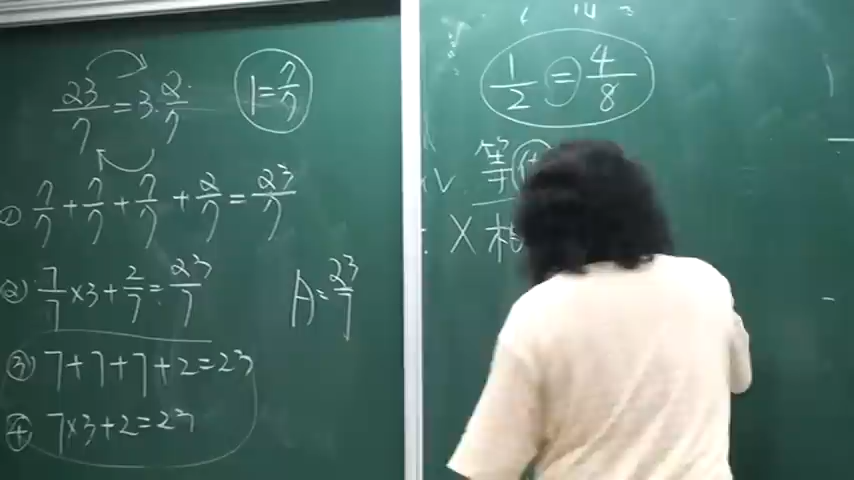 23/7 = 3 2/7
1 = 7/7
① 7/7 + 7/7 + 7/7 + 2/7 = 23/7
② 7/7 × 3 + 2/7 = 23/7
A = 23/7
③ 7 + 7 + 7 + 2 = 23
④ 7 × 3 + 2 = 23
1/2 = 4/8
V 等
X 相